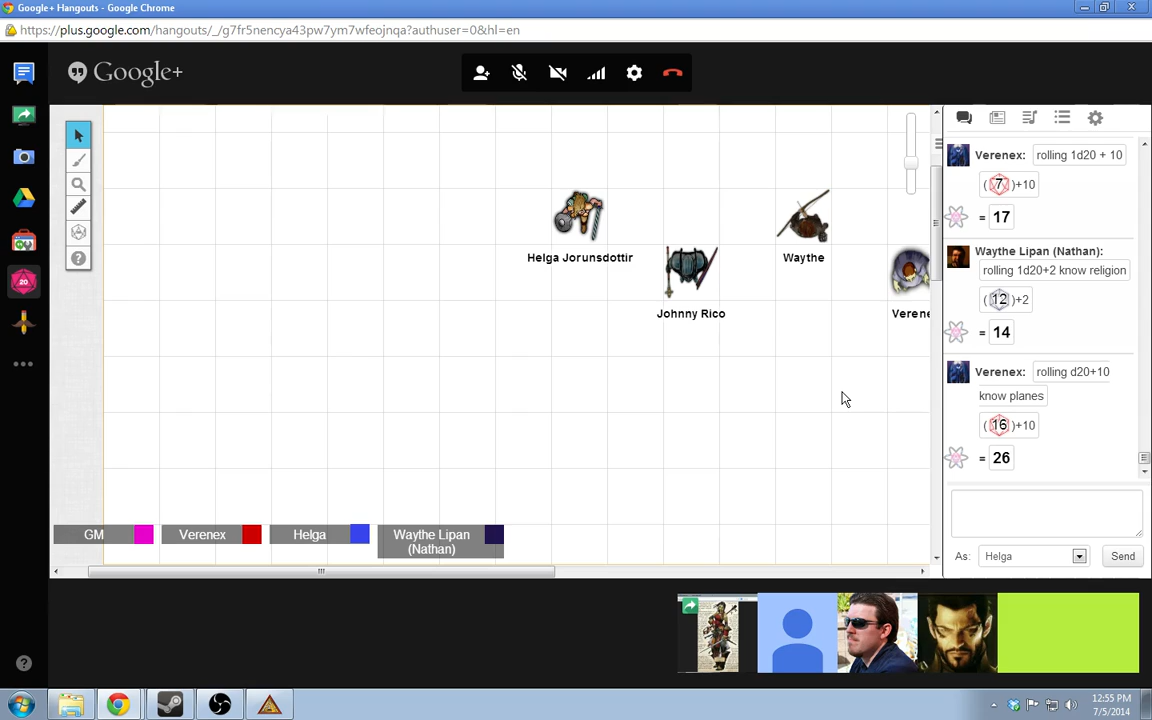 Google+ Hangouts - Google Chrome
https://plus.google.com/hangouts/_/g7fr5nencya43pw7ym7wfeojnqa?authuser=0&hl=en
Google+
Helga Jorunsdottir
Johnny Rico
Waythe
Verene
GM
Verenex
Helga
Waythe Lipan
(Nathan)
Verenex: rolling 1d20 + 10
(7)+10
= 17
Waythe Lipan (Nathan):
rolling 1d20+2 know religion
(12)+2
= 14
Verenex: rolling d20+10
know planes
(16)+10
= 26
As: Helga
Send
20
12:55 PM
7/5/2014